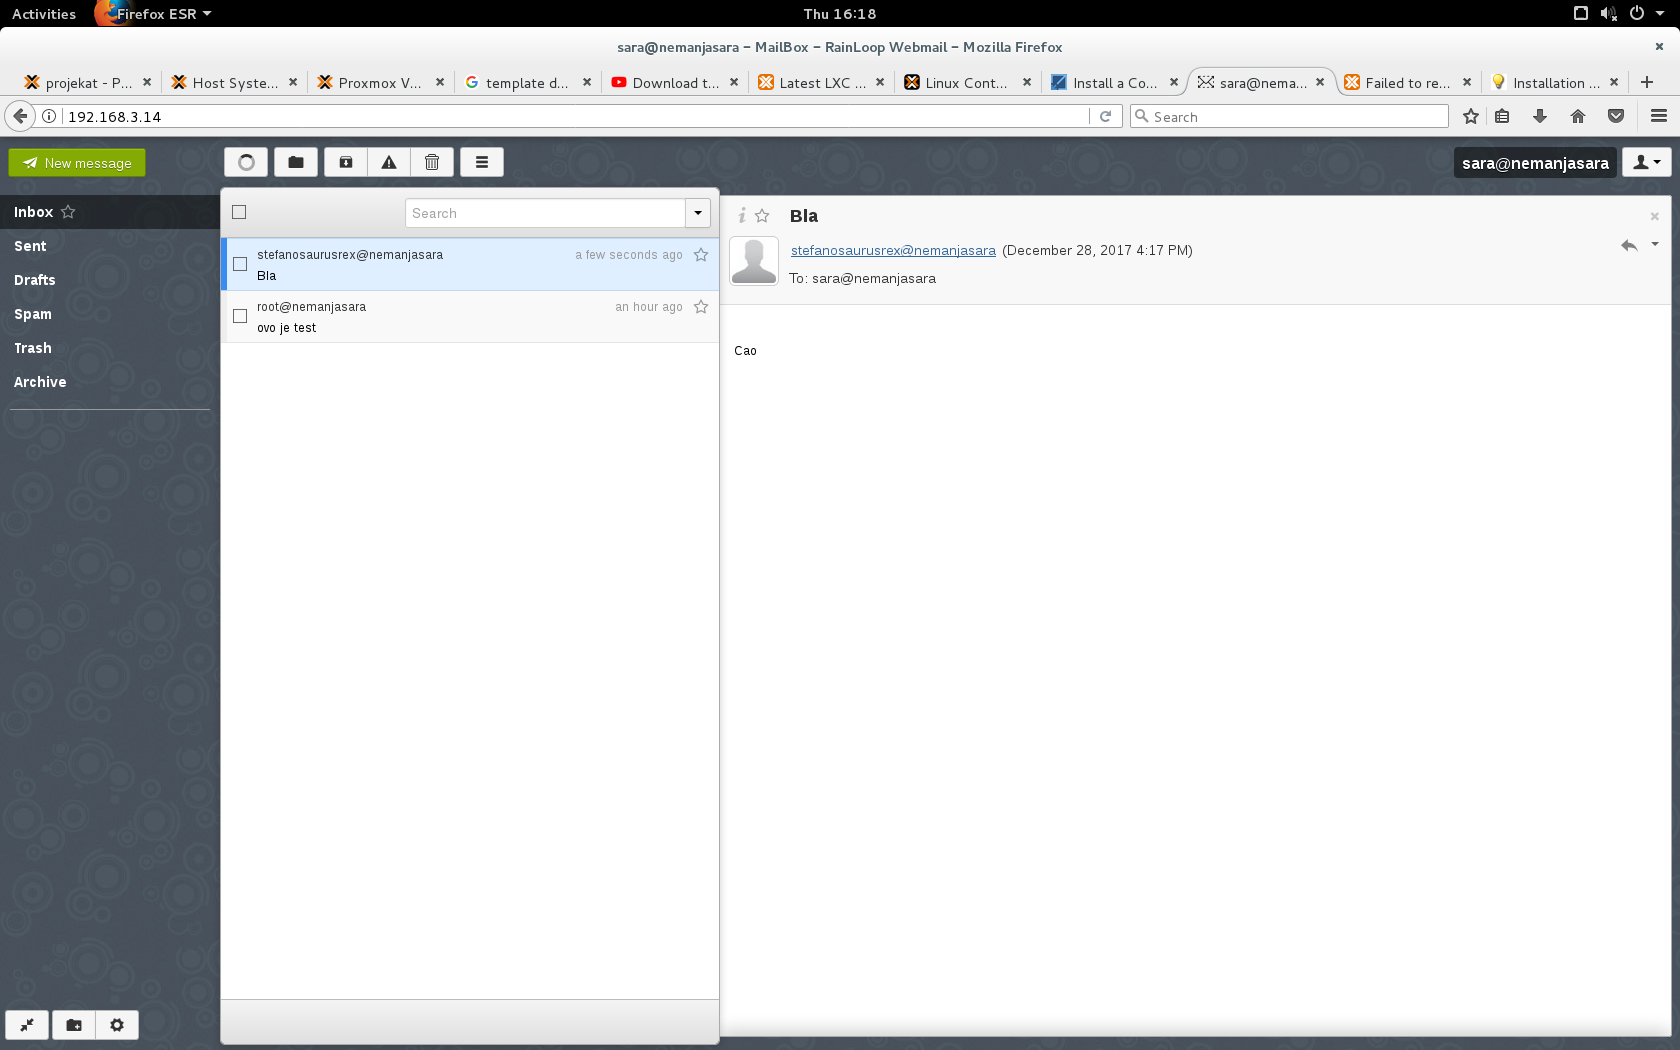 Activities Firefox ESR Thu 16:18
sara@nemanjasara – MailBox – RainLoop Webmail – Mozilla Firefox
projekat - P... Host Syste... Proxmox V... template d... Download t... Latest LXC ... Linux Cont... Install a Co... sara@nema... Failed to re... Installation ...
192.168.3.14 Search
New message sara@nemanjasara
Inbox
Sent
Drafts
Spam
Trash
Archive
Search
stefanosaurusrex@nemanjasara a few seconds ago
Bla
root@nemanjasara an hour ago
ovo je test
Bla
stefanosaurusrex@nemanjasara (December 28, 2017 4:17 PM)
To: sara@nemanjasara
Cao